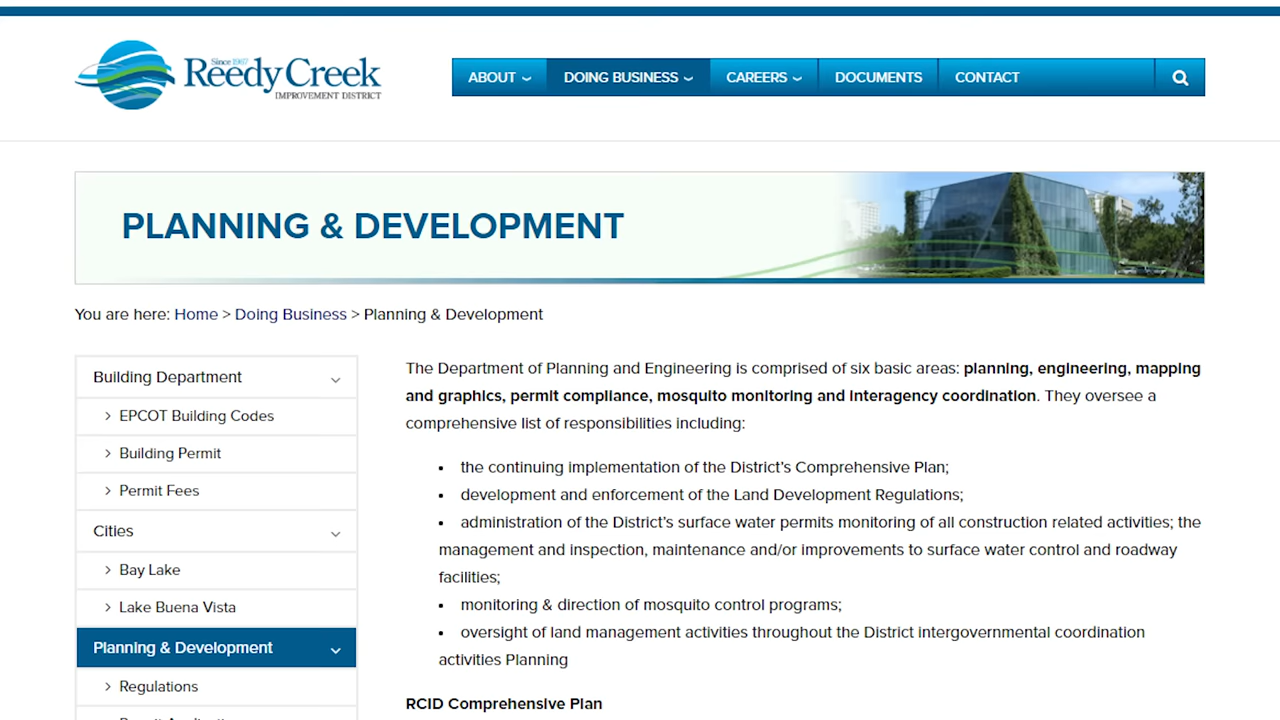 Since 1967
Reedy Creek
IMPROVEMENT DISTRICT
ABOUT
DOING BUSINESS
CAREERS
DOCUMENTS
CONTACT
PLANNING & DEVELOPMENT
You are here: Home > Doing Business > Planning & Development
Building Department
> EPCOT Building Codes
> Building Permit
> Permit Fees
Cities
> Bay Lake
> Lake Buena Vista
Planning & Development
> Regulations
The Department of Planning and Engineering is comprised of six basic areas: planning, engineering, mapping
and graphics, permit compliance, mosquito monitoring and interagency coordination. They oversee a
comprehensive list of responsibilities including:
• the continuing implementation of the District's Comprehensive Plan;
• development and enforcement of the Land Development Regulations;
• administration of the District's surface water permits monitoring of all construction related activities; the
management and inspection, maintenance and/or improvements to surface water control and roadway
facilities;
• monitoring & direction of mosquito control programs;
• oversight of land management activities throughout the District intergovernmental coordination
activities Planning
RCID Comprehensive Plan